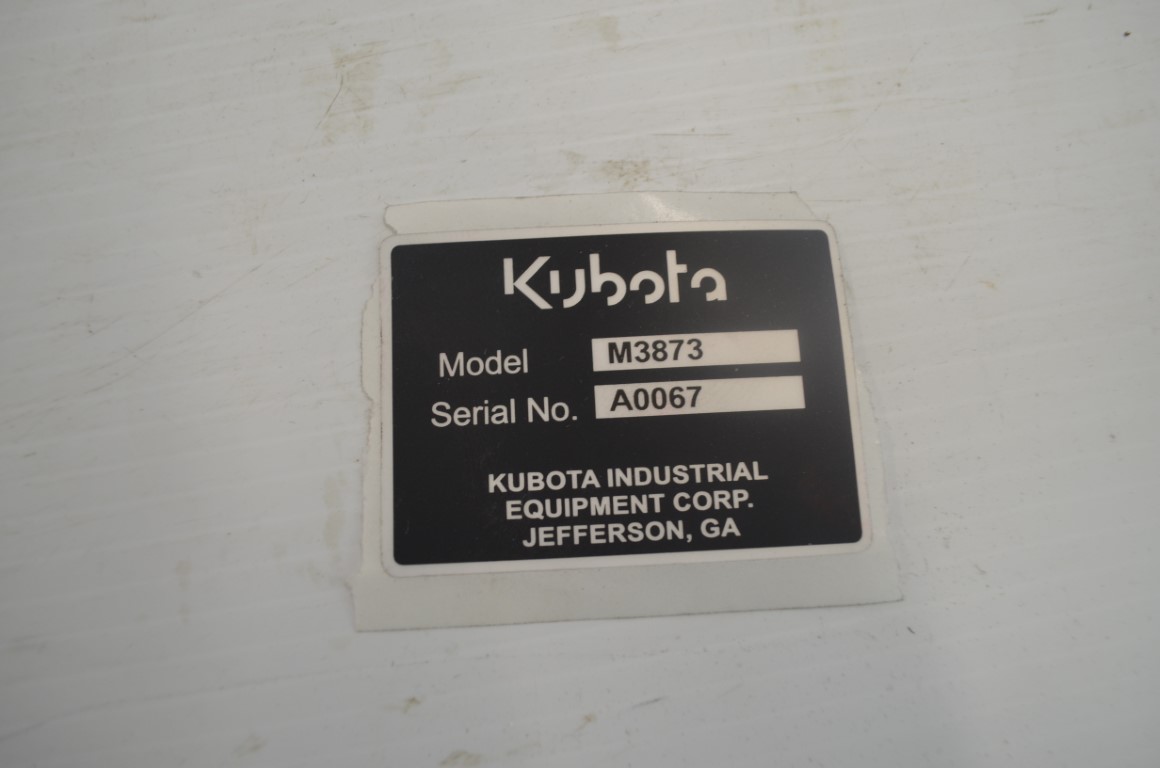 Kubota
Model M3873
Serial No. A0067
KUBOTA INDUSTRIAL
EQUIPMENT CORP.
JEFFERSON, GA